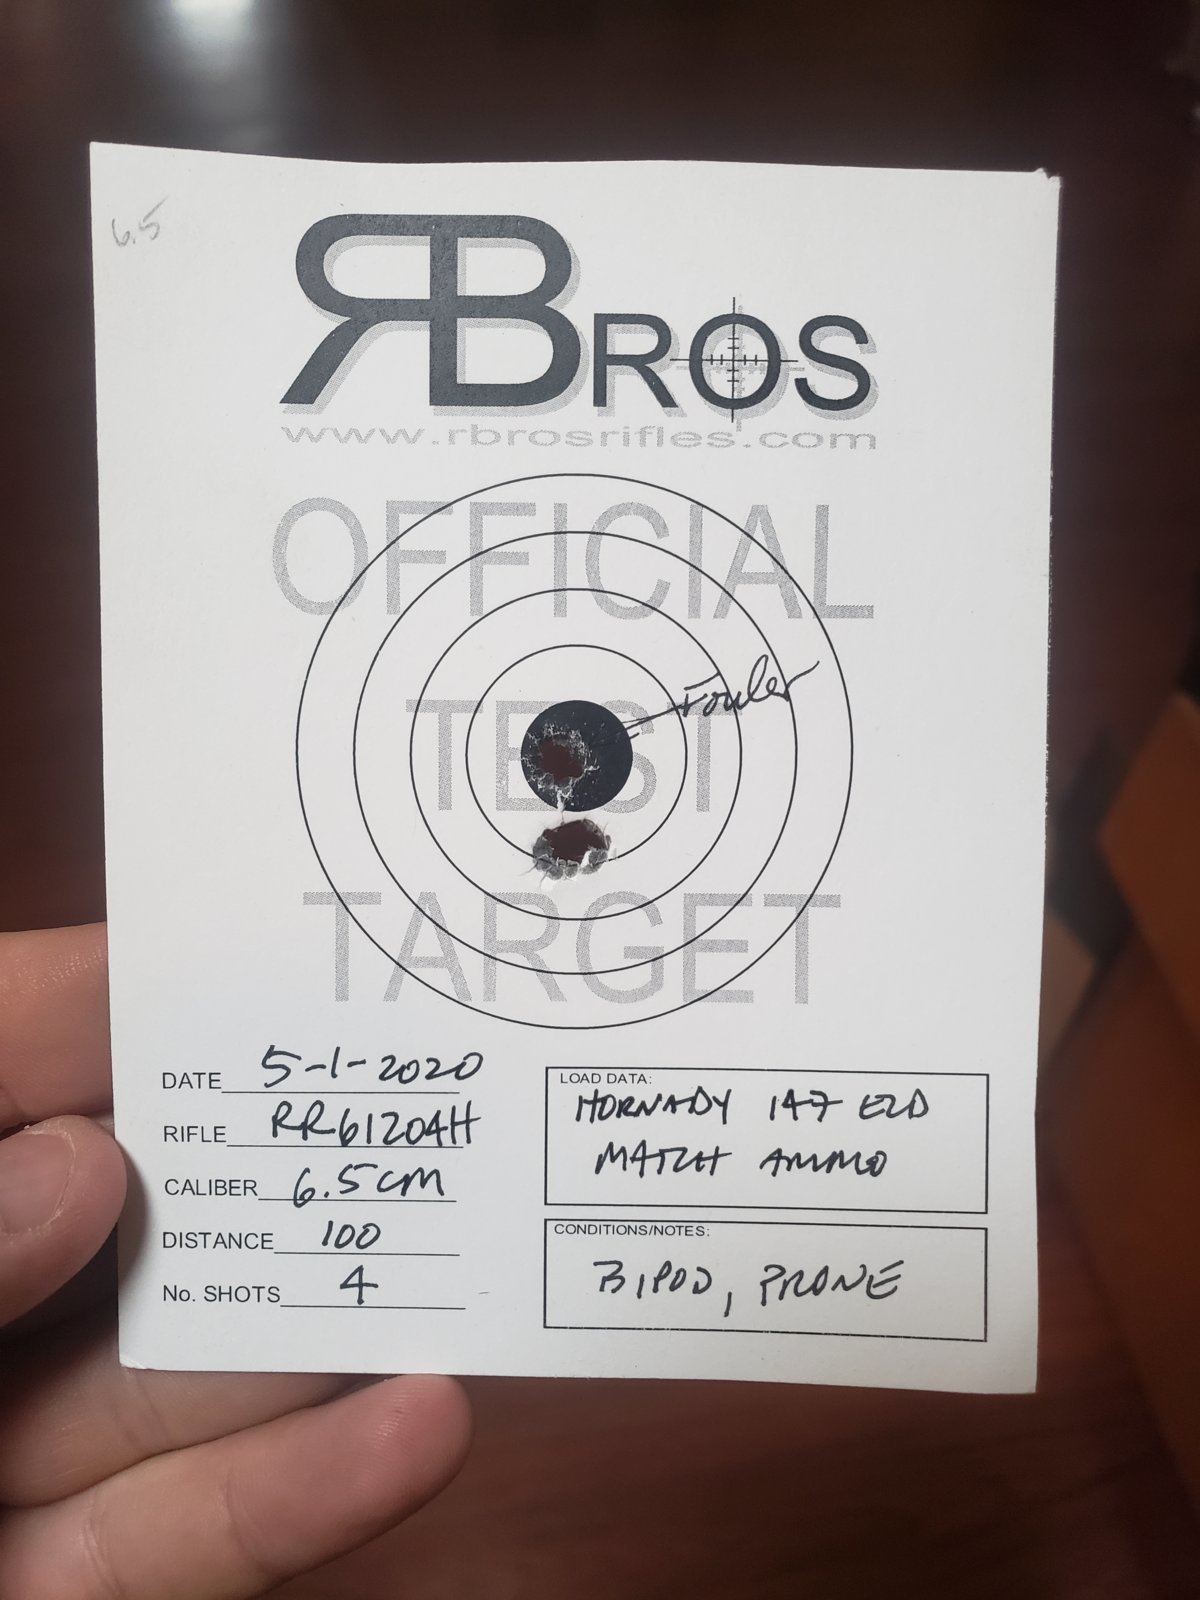 6.5
RBROS
www.rbrosrifles.com
OFFICIAL
Fouler
TEST
TARGET
DATE 5-1-2020
RIFLE RR61204H
CALIBER 6.5cm
DISTANCE 100
No. SHOTS 4
LOAD DATA:
HORNADY 147 ELD
MATCH AMMO
CONDITIONS/NOTES:
BIPOD, PRONE